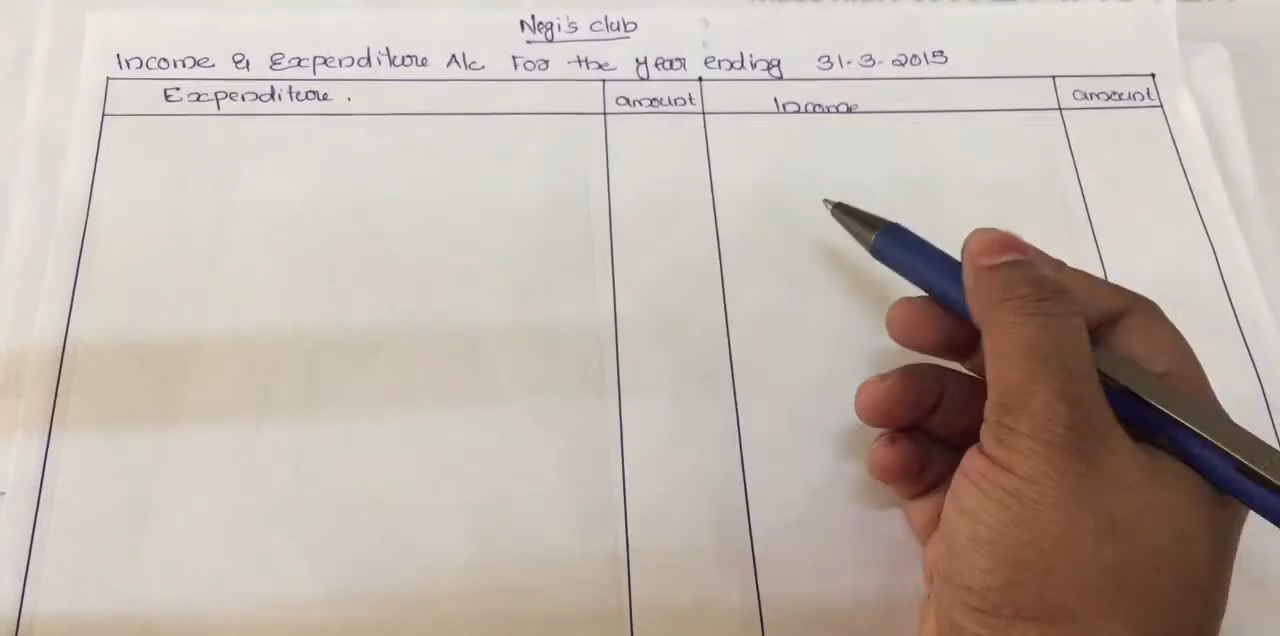 Negi's club
Income & Expenditure A/c For the year ending 31-3-2015
Expenditure. amount Income amount